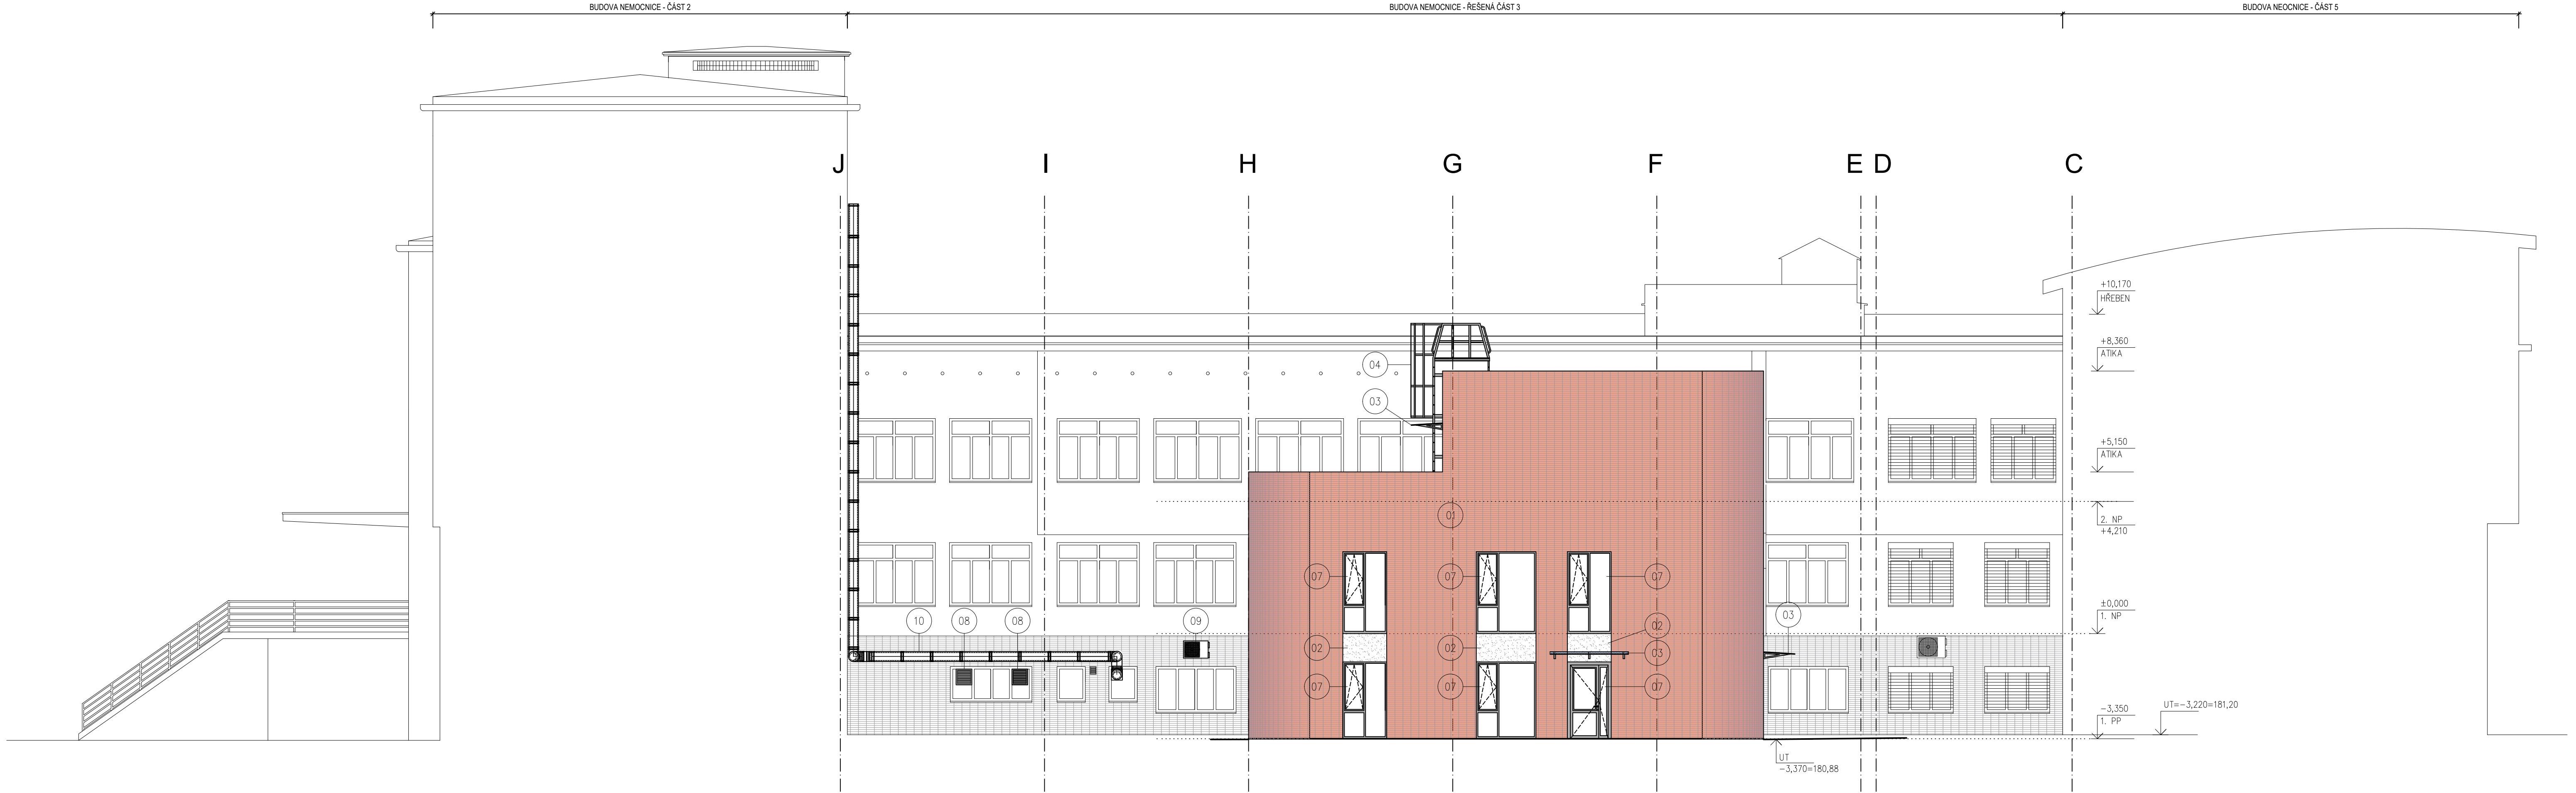 BUDOVA NEMOCNICE - ČÁST 2
BUDOVA NEMOCNICE - ŘEŠENÁ ČÁST 3
BUDOVA NEOCNICE - ČÁST 5
J
I
H
G
F
E
D
C
+10,170
HŘEBEN
+8,360
ATIKA
04
03
+5,150
ATIKA
01
2. NP
+4,210
07
07
07
±0,000
1. NP
10
08
08
09
03
02
02
02
03
07
07
07
-3,350
1. PP
UT=-3,220=181,20
UT
-3,370=180,88